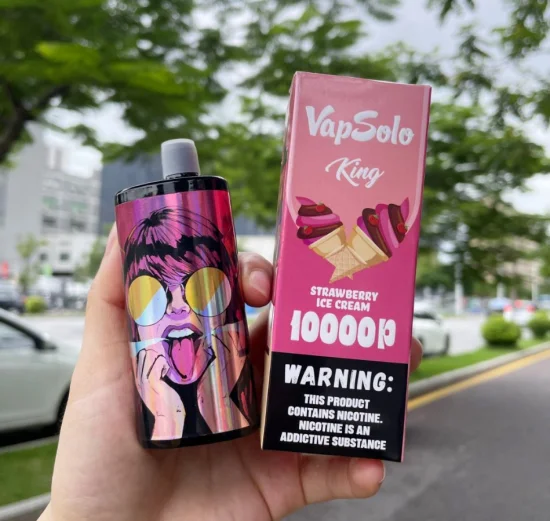 VapSolo
King
STRAWBERRY
ICE CREAM
10000P
WARNING:
THIS PRODUCT
CONTAINS NICOTINE.
NICOTINE IS AN
ADDICTIVE SUBSTANCE